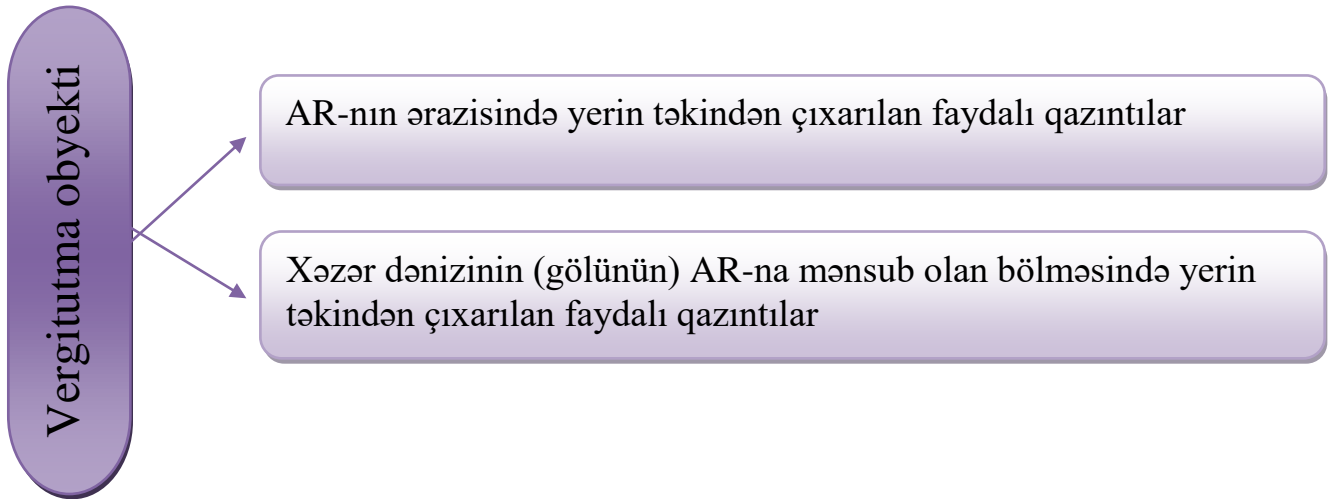 Vergitutma obyekti
AR-nın ərazisində yerin təkindən çıxarılan faydalı qazıntılar
Xəzər dənizinin (gölünün) AR-na mənsub olan bölməsində yerin
təkindən çıxarılan faydalı qazıntılar